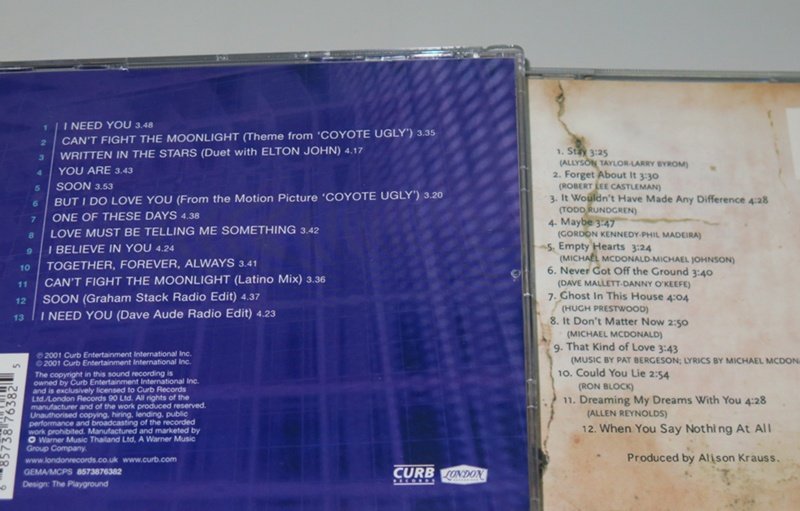 1 I NEED YOU 3.48
2 CAN'T FIGHT THE MOONLIGHT (Theme from 'COYOTE UGLY') 3.35
3 WRITTEN IN THE STARS (Duet with ELTON JOHN) 4.17
4 YOU ARE 3.43
5 SOON 3.53
6 BUT I DO LOVE YOU (From the Motion Picture 'COYOTE UGLY') 3.20
7 ONE OF THESE DAYS 4.38
8 LOVE MUST BE TELLING ME SOMETHING 3.42
9 I BELIEVE IN YOU 4.24
10 TOGETHER, FOREVER, ALWAYS 3.41
11 CAN'T FIGHT THE MOONLIGHT (Latino Mix) 3.36
12 SOON (Graham Stack Radio Edit) 4.37
13 I NEED YOU (Dave Aude Radio Edit) 4.23
℗ 2001 Curb Entertainment International Inc.
© 2001 Curb Entertainment International Inc.
The copyright in this sound recording is
owned by Curb Entertainment International Inc.
and is exclusively licensed to Curb Records
Ltd./London Records 90 Ltd. All rights of the
manufacturer and of the work produced reserved.
Unauthorised copying, hiring, lending, public
performance and broadcasting of the recorded
work prohibited. Manufactured and marketed by
Warner Music Thailand Ltd, A Warner Music
Group Company.
www.londonrecords.co.uk www.curb.com
GEMA/MCPS 8573876382
Design: The Playground
CURB
RECORDS
LONDON
85738 76382 5
1. Stay 3:25
(ALLYSON TAYLOR-LARRY BYROM)
2. Forget About It 3:30
(ROBERT LEE CASTLEMAN)
3. It Wouldn't Have Made Any Difference 4:28
(TODD RUNDGREN)
4. Maybe 3:47
(GORDON KENNEDY-PHIL MADEIRA)
5. Empty Hearts 3:24
(MICHAEL MCDONALD-MICHAEL JOHNSON)
6. Never Got Off the Ground 3:40
(DAVE MALLETT-DANNY O'KEEFE)
7. Ghost In This House 4:04
(HUGH PRESTWOOD)
8. It Don't Matter Now 2:50
(MICHAEL MCDONALD)
9. That Kind of Love 3:43
(MUSIC BY PAT BERGESON; LYRICS BY MICHAEL MCDONA
10. Could You Lie 2:54
(RON BLOCK)
11. Dreaming My Dreams With You 4:28
(ALLEN REYNOLDS)
12. When You Say Nothing At All
Produced by Alison Krauss.